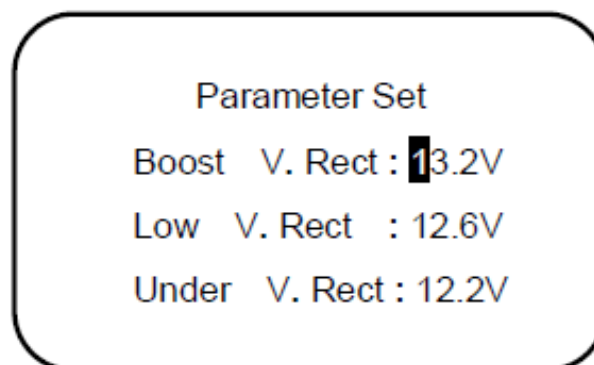 Parameter Set
Boost V. Rect : 13.2V
Low V. Rect : 12.6V
Under V. Rect : 12.2V